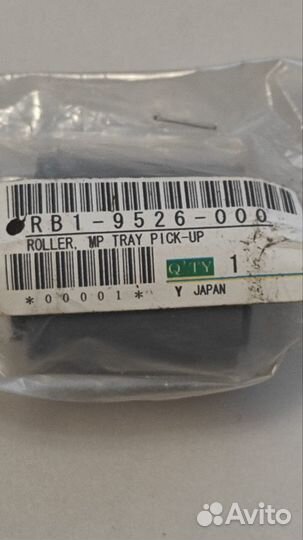 RB1-9526-000
ROLLER, MP TRAY PICK-UP
Q'TY 1
*00001*
Y JAPAN
Avito